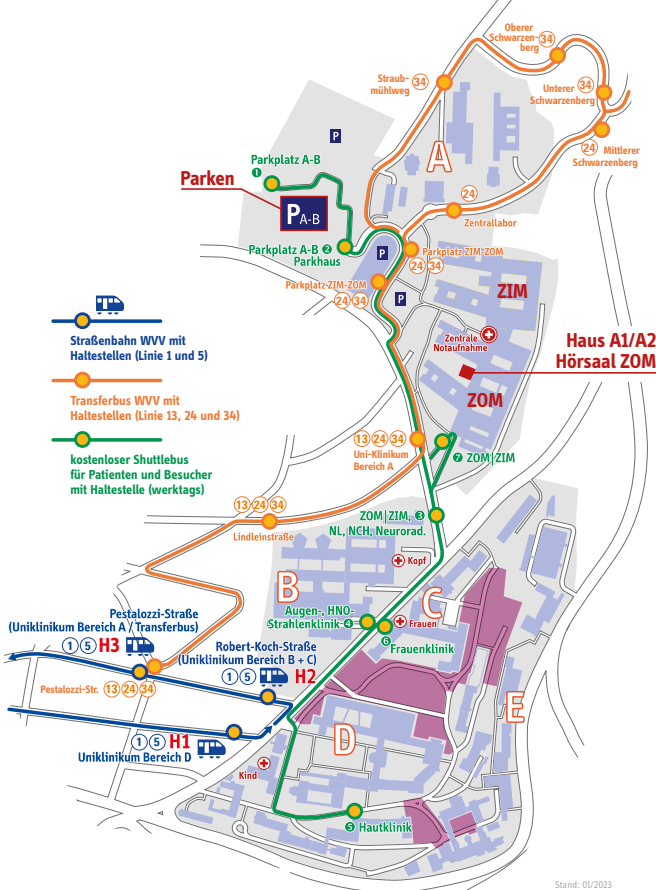 Oberer
Schwarzen-
berg
34
Straub-
mühlweg
34
34
Unterer
Schwarzenberg
24
Mittlerer
Schwarzenberg
P
A
Parkplatz A-B
1
Parken
P A-B
24
Zentrallabor
Parkplatz A-B 2
Parkhaus
P
Parkplatz ZIM-ZOM
24 34
Parkplatz ZIM-ZOM
24 34
P
ZIM
Zentrale
Notaufnahme
Haus A1/A2
Hörsaal ZOM
ZOM
Straßenbahn WVV mit
Haltestellen (Linie 1 und 5)
Transferbus WVV mit
Haltestellen (Linie 13, 24 und 34)
kostenloser Shuttlebus
für Patienten und Besucher
mit Haltestelle (werktags)
13 24 34
Uni-Klinikum
Bereich A
7 ZOM|ZIM
13 24 34
Lindleinstraße
ZOM|ZIM, 3
NL, NCH, Neurorad.
Kopf
B
C
Augen-, HNO-
Strahlenklinik 4
Frauen
6
Frauenklinik
Pestalozzi-Straße
(Uniklinikum Bereich A / Transferbus)
1 5 H3
Robert-Koch-Straße
(Uniklinikum Bereich B + C)
1 5 H2
Pestalozzi-Str. 13 24 34
E
D
1 5 H1
Uniklinikum Bereich D
Kind
5 Hautklinik
Stand: 01/2023